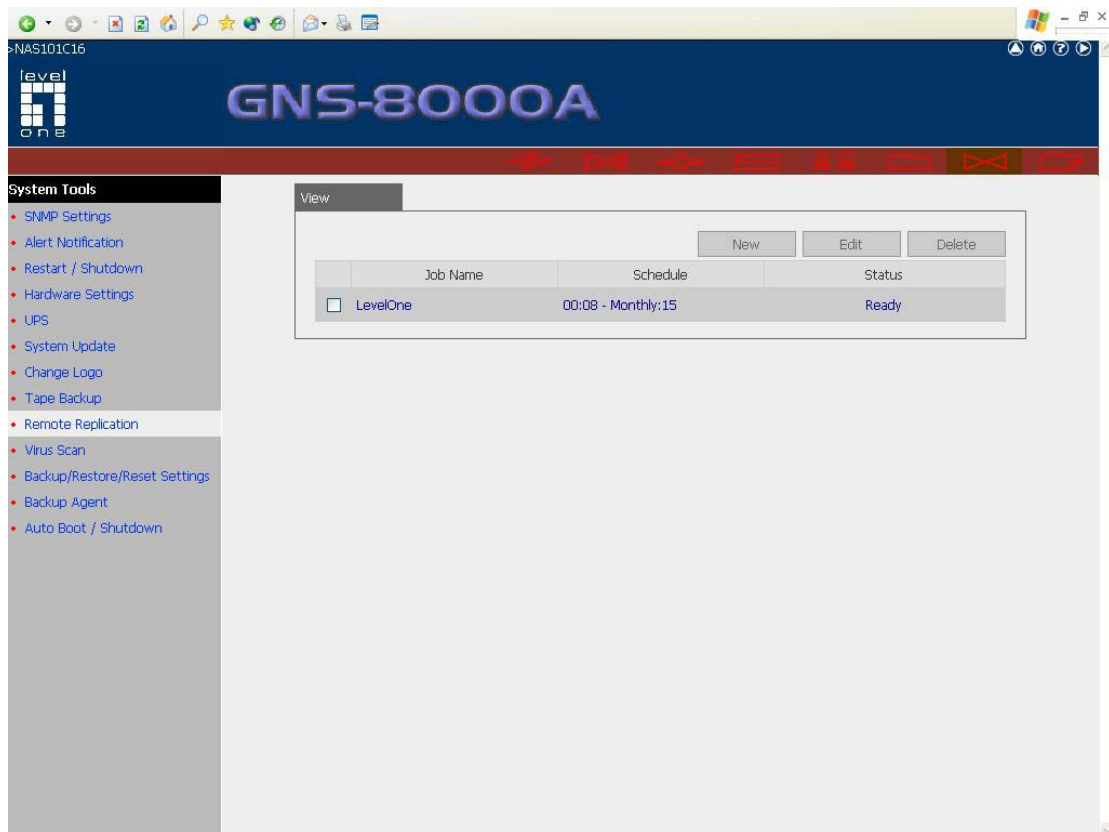 >NAS101C16
level
one
GNS-8000A
System Tools
SNMP Settings
Alert Notification
Restart / Shutdown
Hardware Settings
UPS
System Update
Change Logo
Tape Backup
Remote Replication
Virus Scan
Backup/Restore/Reset Settings
Backup Agent
Auto Boot / Shutdown
View
New Edit Delete
Job Name Schedule Status
LevelOne 00:08 - Monthly:15 Ready